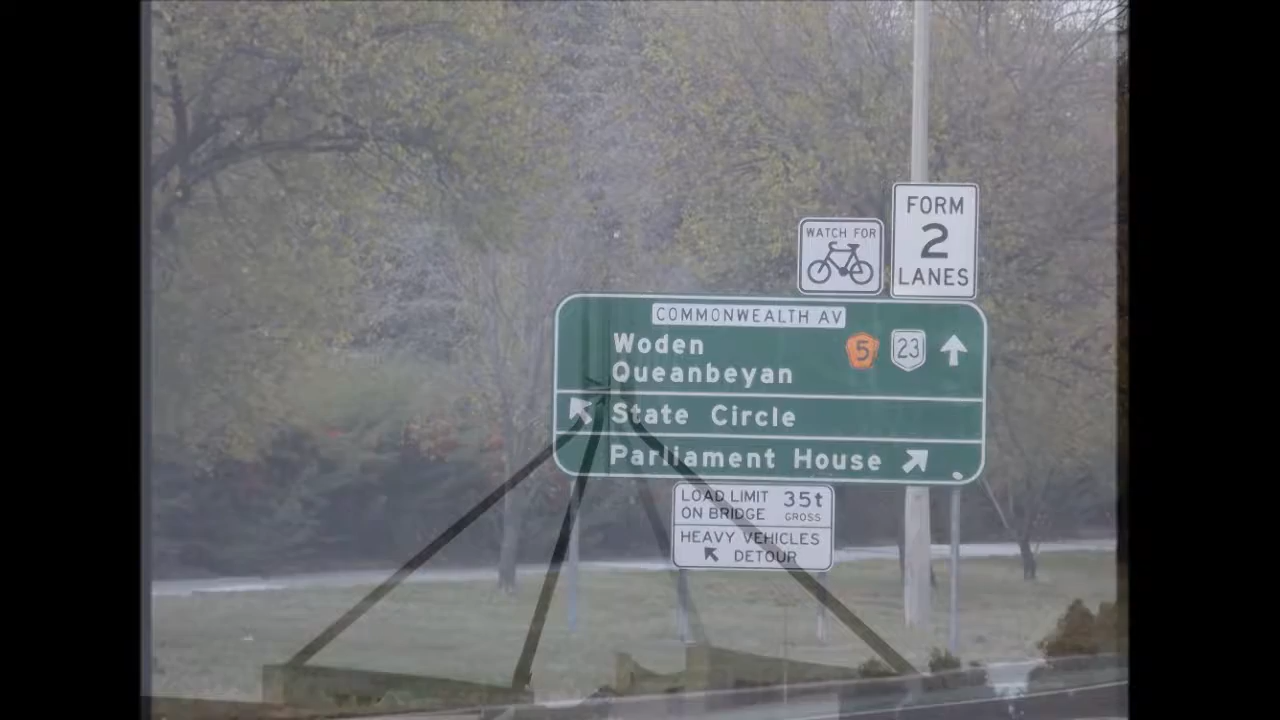 FORM
2
LANES
WATCH FOR
COMMONWEALTH AV
Woden 5 23
Queanbeyan
State Circle
Parliament House
LOAD LIMIT 35t
ON BRIDGE GROSS
HEAVY VEHICLES
DETOUR